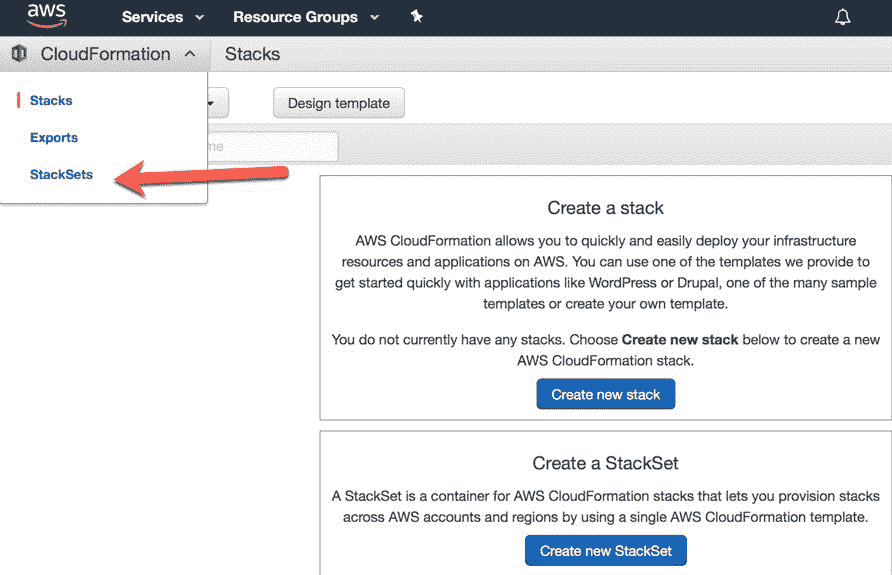 aws Services Resource Groups
CloudFormation Stacks
Stacks
Design template
Exports
me
StackSets
Create a stack
AWS CloudFormation allows you to quickly and easily deploy your infrastructure
resources and applications on AWS. You can use one of the templates we provide to
get started quickly with applications like WordPress or Drupal, one of the many sample
templates or create your own template.
You do not currently have any stacks. Choose Create new stack below to create a new
AWS CloudFormation stack.
Create new stack
Create a StackSet
A StackSet is a container for AWS CloudFormation stacks that lets you provision stacks
across AWS accounts and regions by using a single AWS CloudFormation template.
Create new StackSet